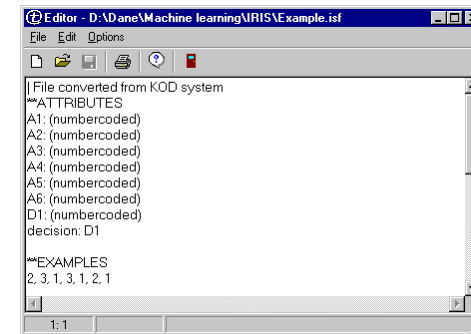 Editor - D:\Dane\Machine learning\IRIS\Example.isf
File Edit Options
| File converted from KOD system
**ATTRIBUTES
A1: (numbercoded)
A2: (numbercoded)
A3: (numbercoded)
A4: (numbercoded)
A5: (numbercoded)
A6: (numbercoded)
D1: (numbercoded)
decision: D1
**EXAMPLES
2, 3, 1, 3, 1, 2, 1
1: 1